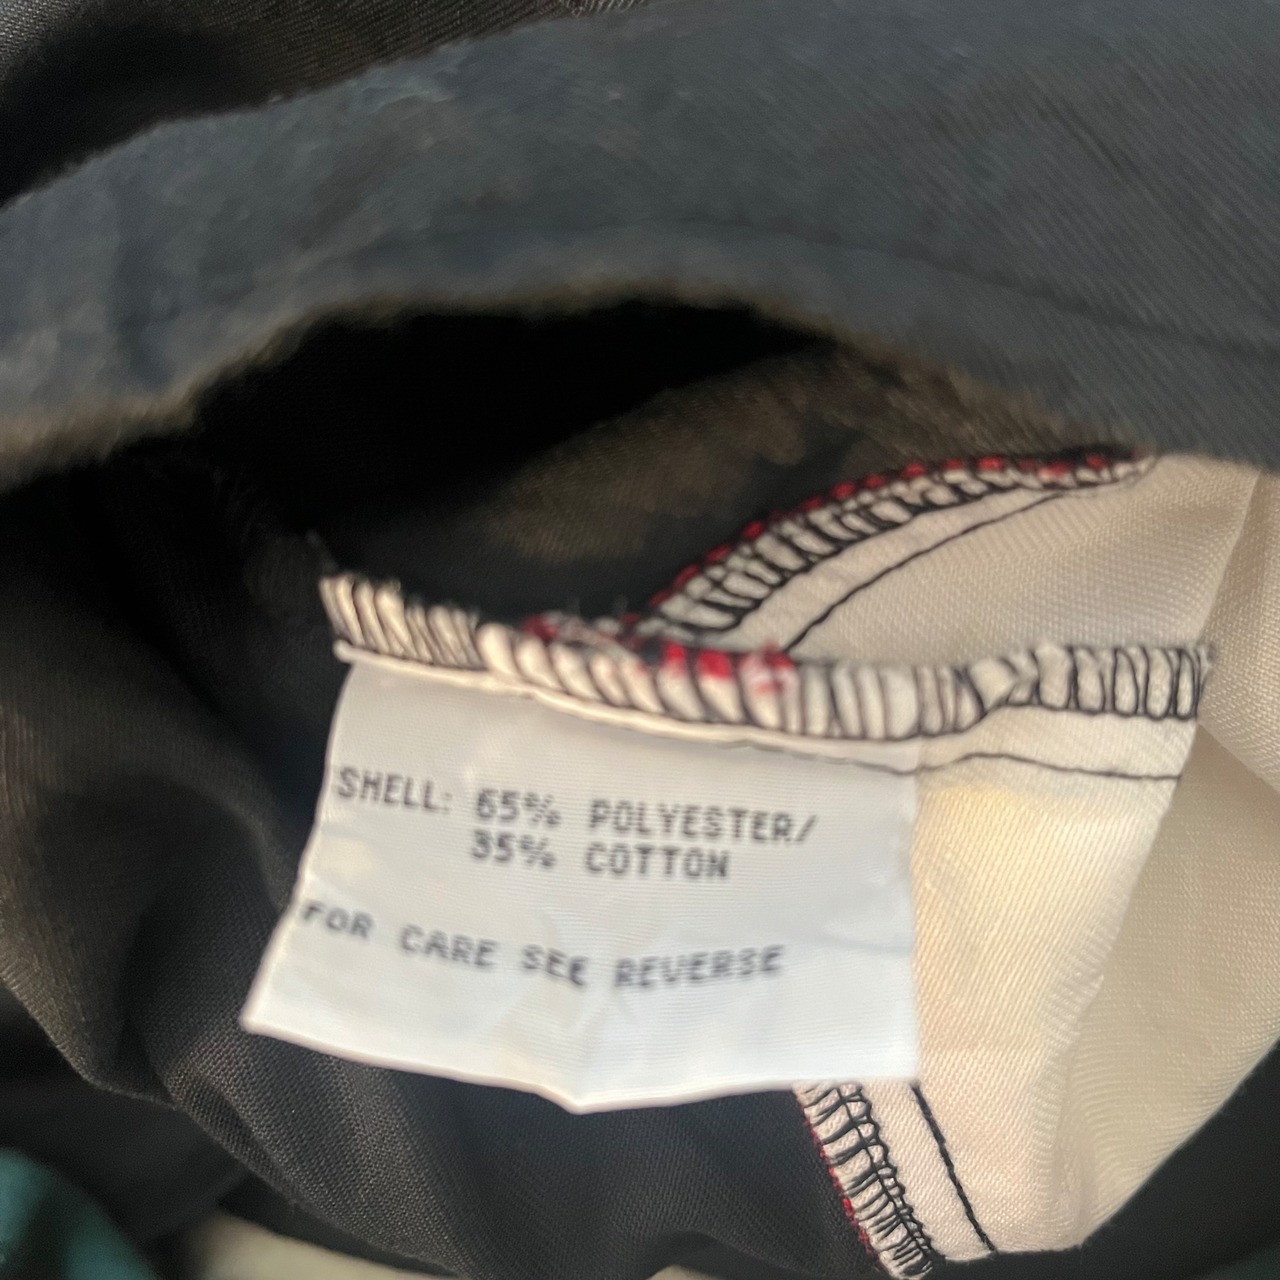 SHELL: 65% POLYESTER/
35% COTTON
FOR CARE SEE REVERSE